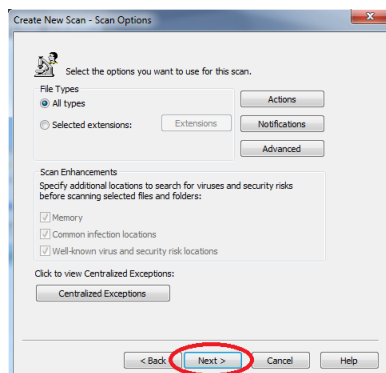 Create New Scan - Scan Options
Select the options you want to use for this scan.
File Types
All types
Selected extensions:
Extensions
Actions
Notifications
Advanced
Scan Enhancements
Specify additional locations to search for viruses and security risks
before scanning selected files and folders:
Memory
Common infection locations
Well-known virus and security risk locations
Click to view Centralized Exceptions:
Centralized Exceptions
< Back
Next >
Cancel
Help